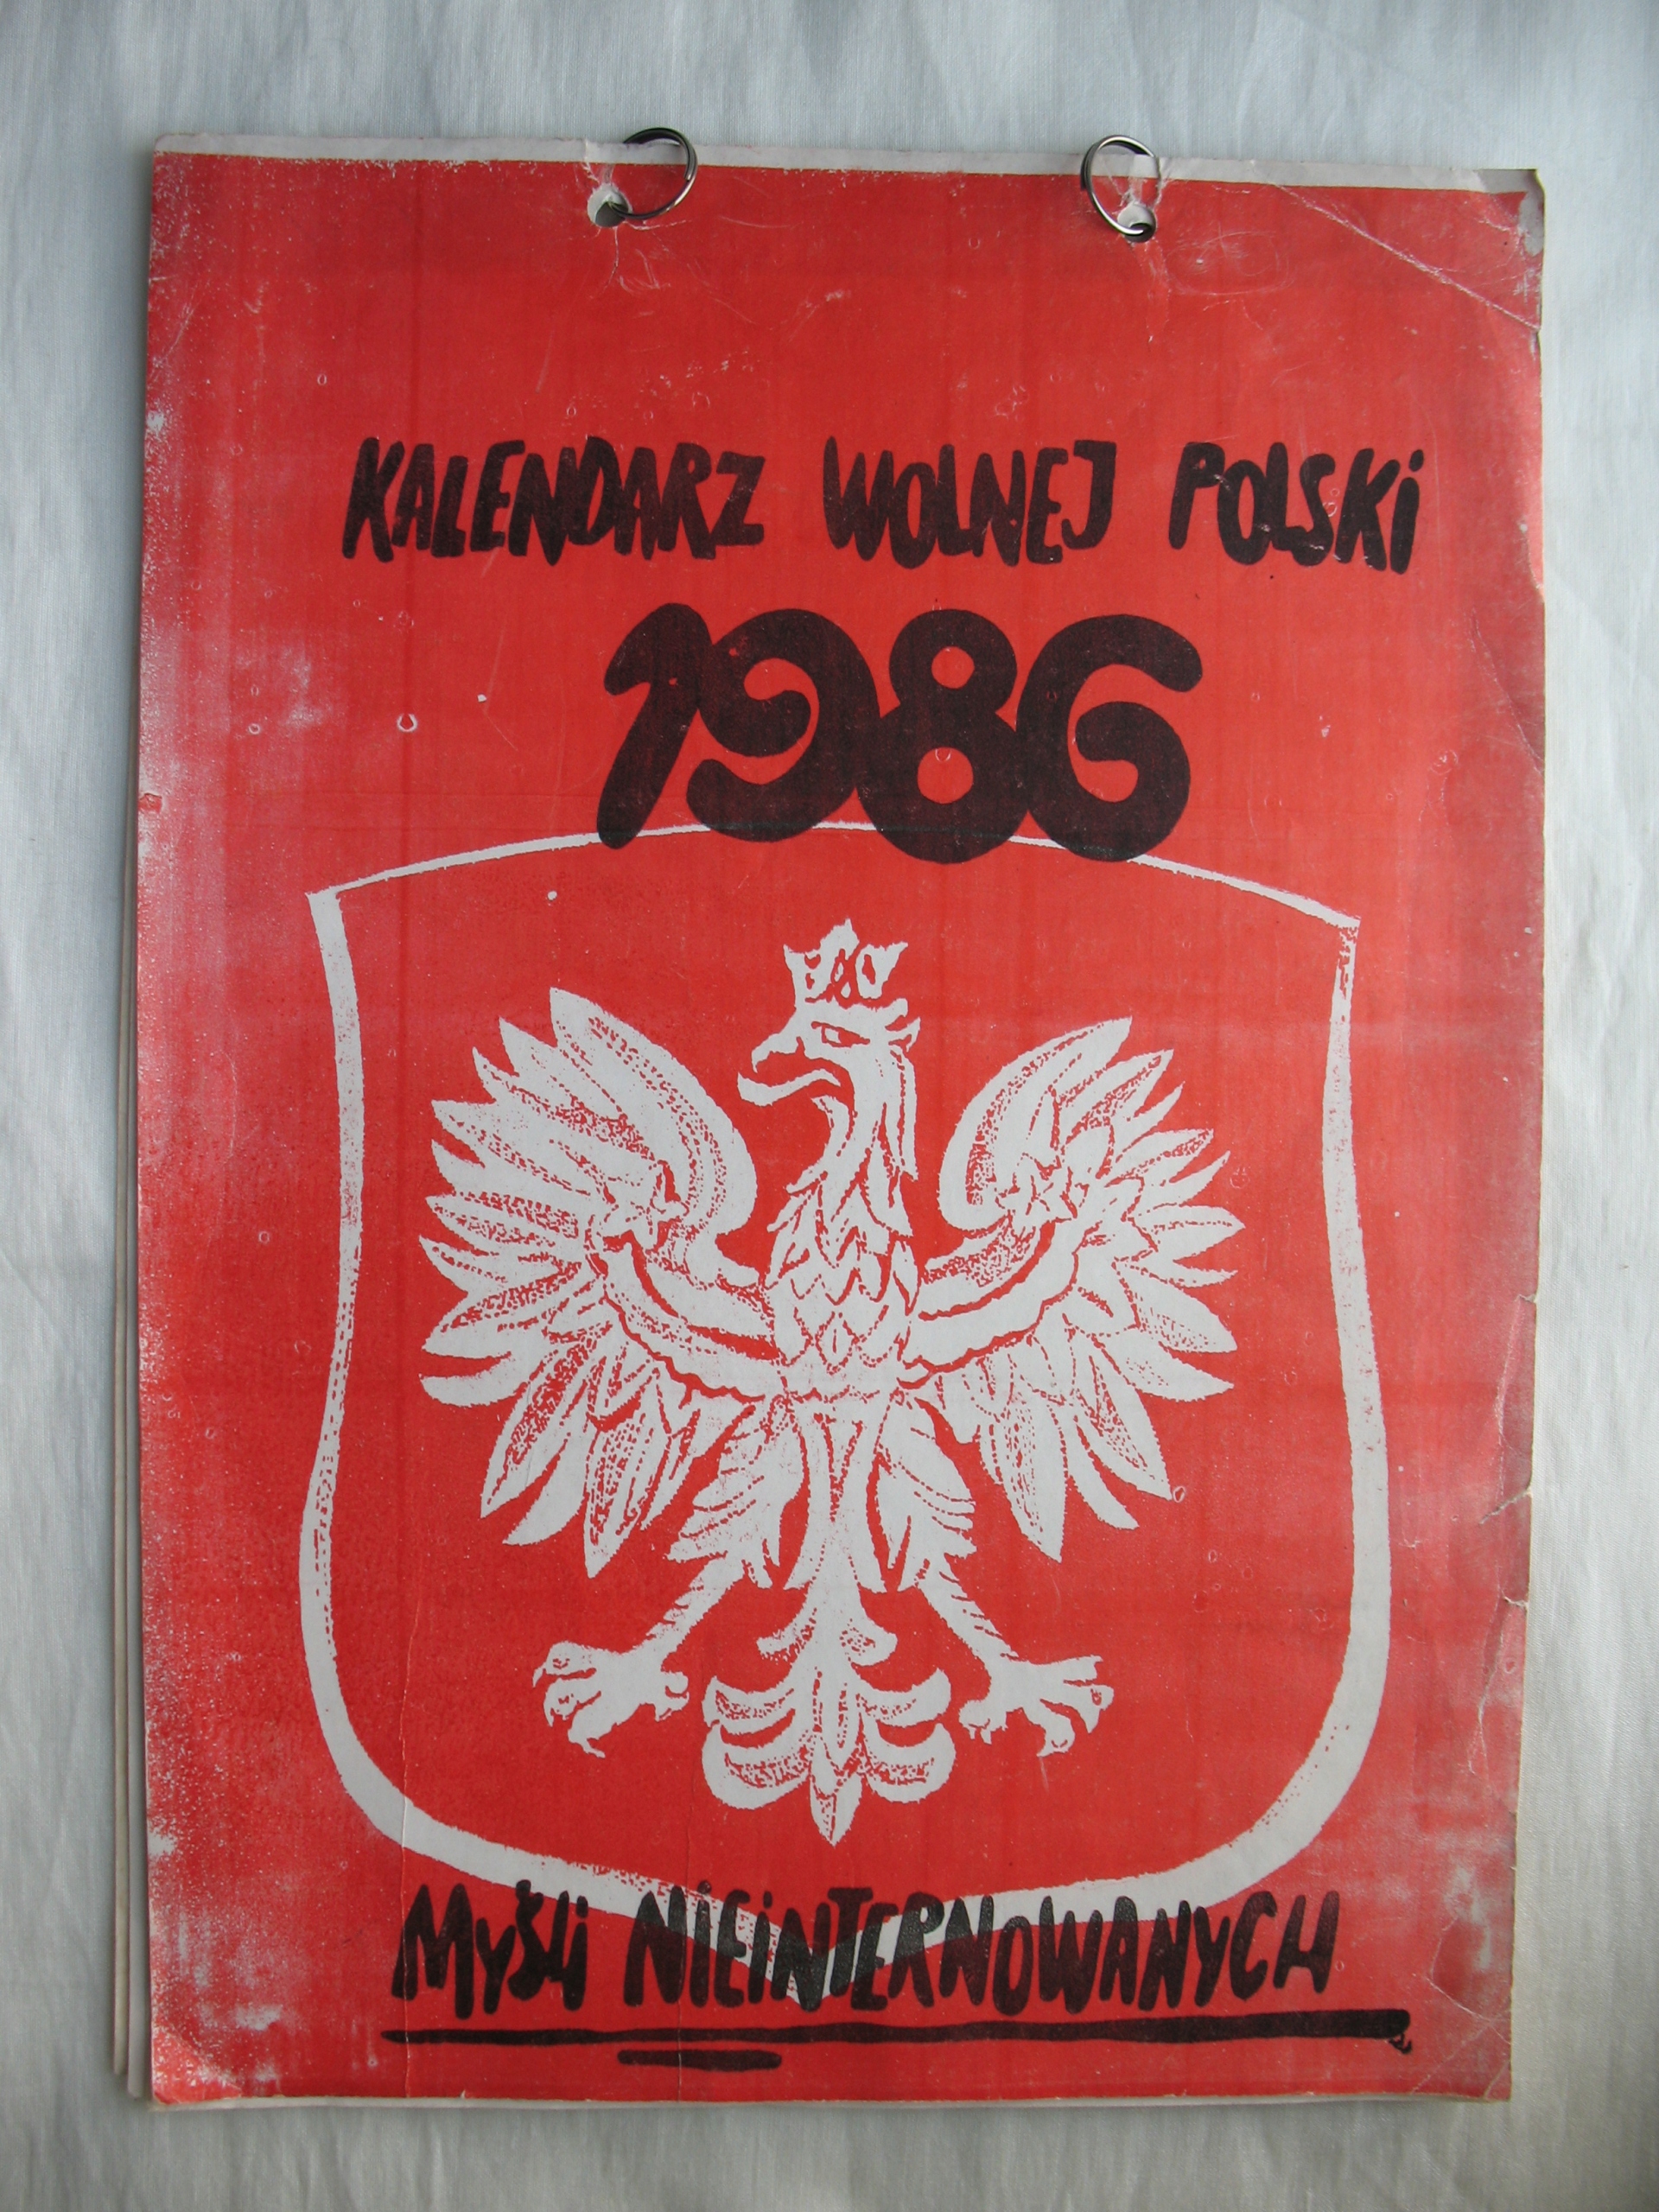 KALENDARZ WOLNEJ POLSKI
1986
MYŚLI NIEINTERNOWANYCH